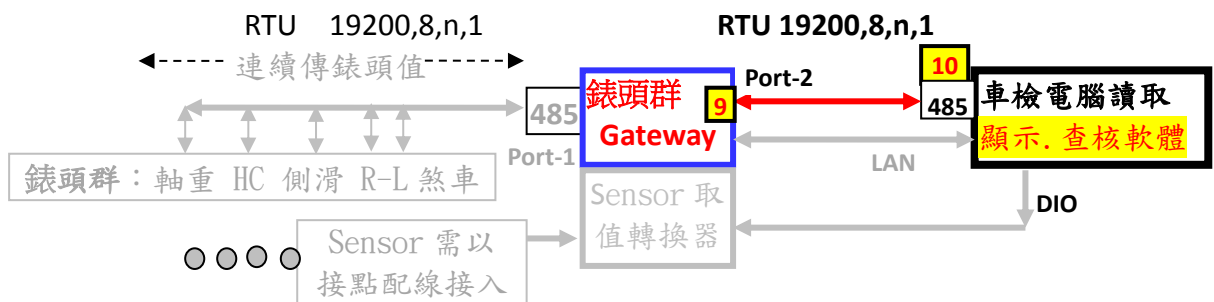 RTU 19200,8,n,1
RTU 19200,8,n,1
連續傳錶頭值
485
Port-1
錶頭群
Gateway
9
Port-2
10
485
車檢電腦讀取
顯示.查核軟體
LAN
錶頭群：軸重 HC 側滑 R-L 煞車
Sensor 取
值轉換器
DIO
Sensor 需以
接點配線接入